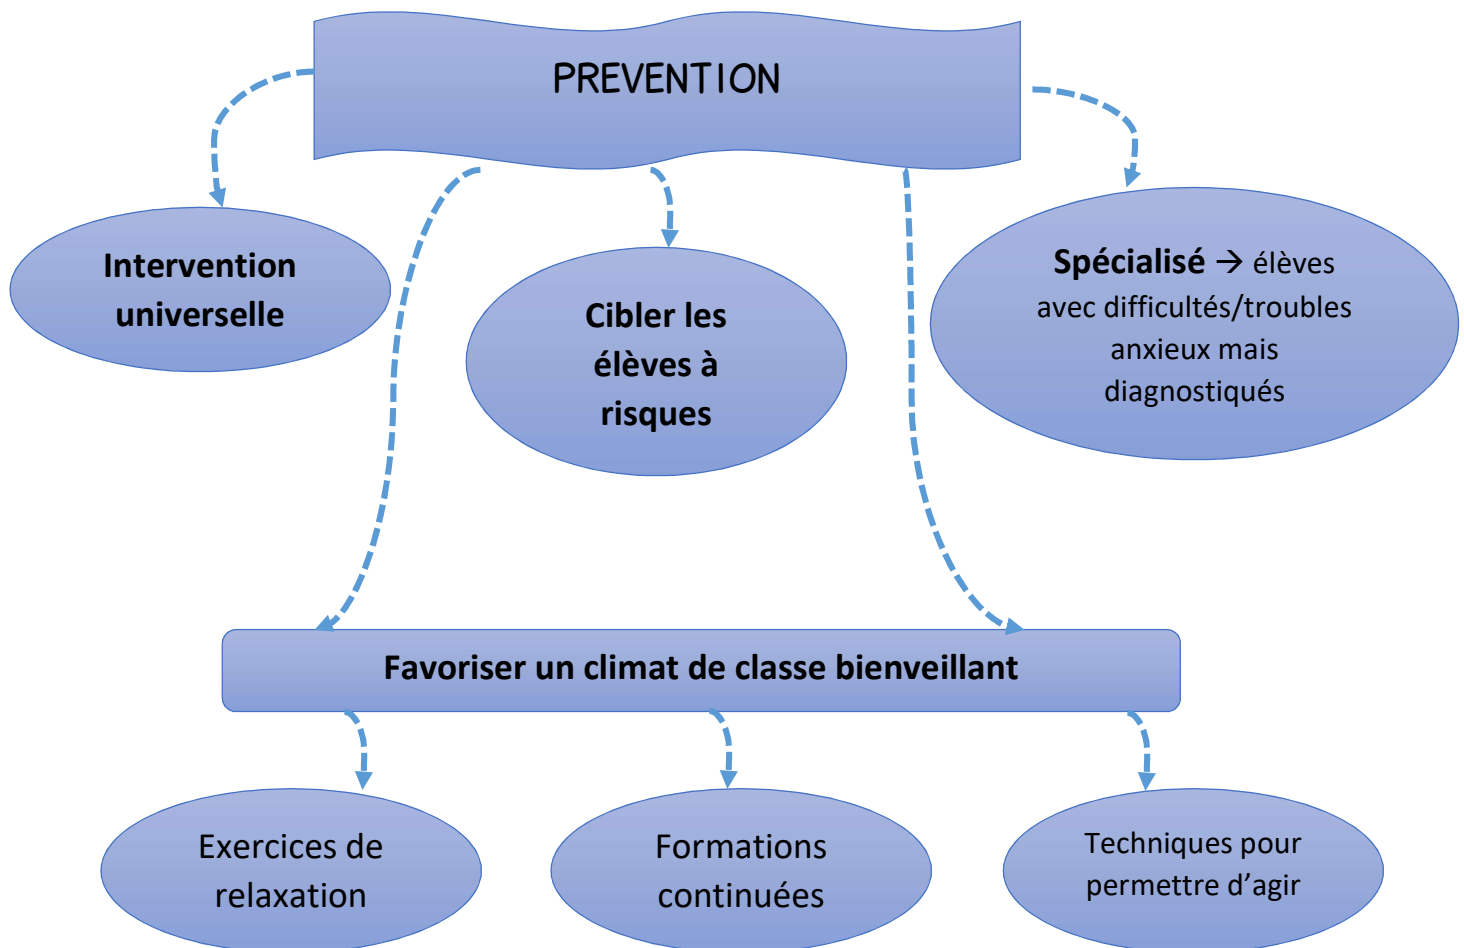 PREVENTION
Intervention
universelle
Cibler les
élèves à
risques
Spécialisé → élèves
avec difficultés/troubles
anxieux mais
diagnostiqués
Favoriser un climat de classe bienveillant
Exercices de
relaxation
Formations
continuées
Techniques pour
permettre d’agir